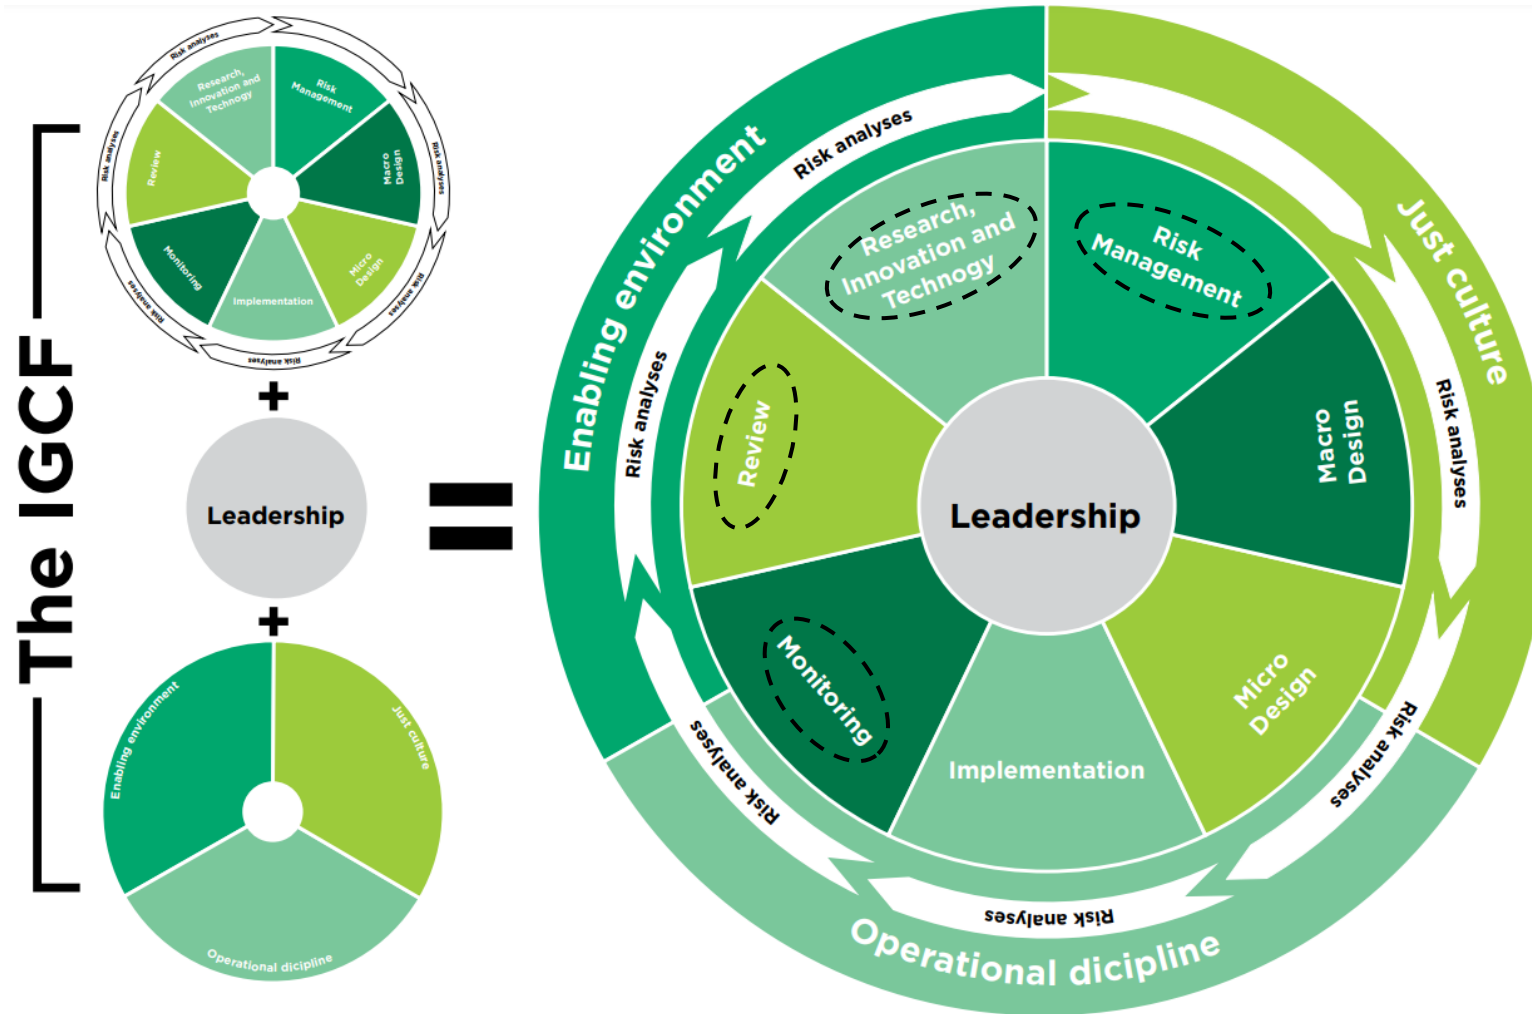 The IGCF
Risk analyses
Risk analyses
Risk analyses
Risk analyses
Risk analyses
Risk analyses
Research,
Innovation and
Technogy
Risk
Management
Macro
Design
Micro
Design
Implementation
Monitoring
Review
+
Leadership
+
Enabling environment
Just culture
Operational dicipline
=
Enabling environment
Just culture
Operational dicipline
Risk analyses
Risk analyses
Risk analyses
Risk analyses
Risk analyses
Risk analyses
Research,
Innovation and
Technogy
Risk
Management
Macro
Design
Micro
Design
Implementation
Monitoring
Review
Leadership